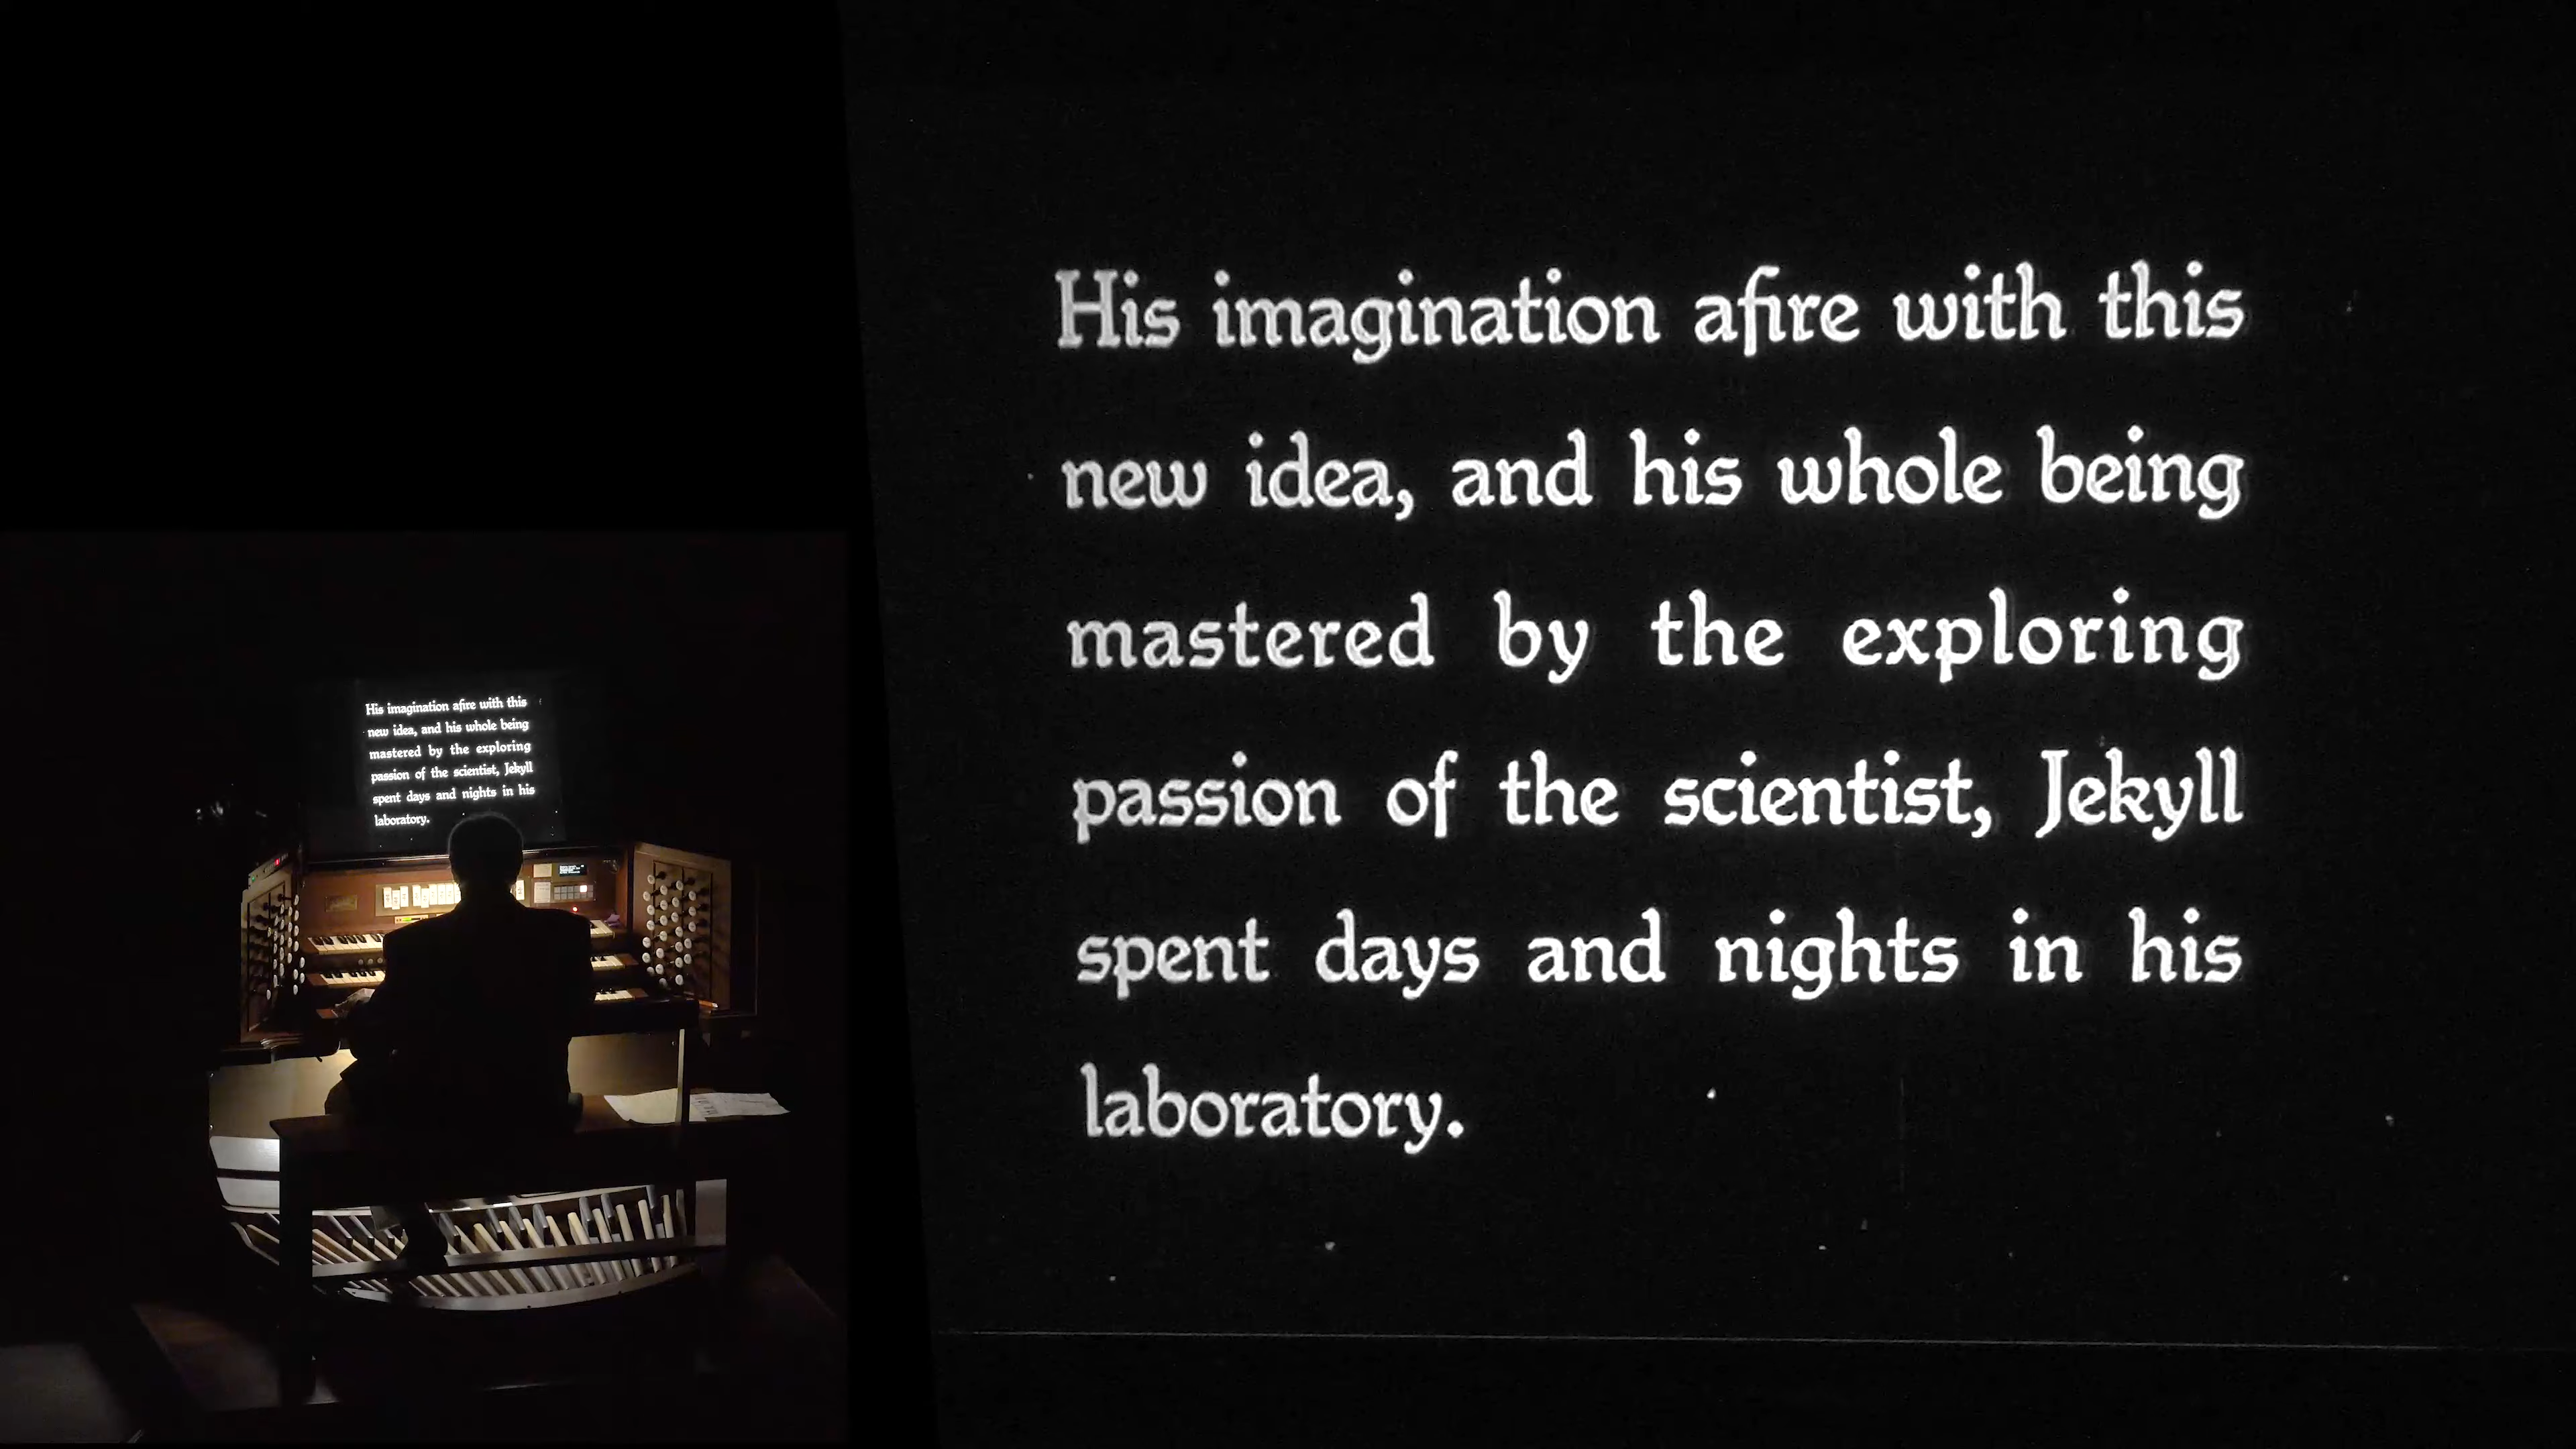 His imagination afire with this
new idea, and his whole being
mastered by the exploring
passion of the scientist, Jekyll
spent days and nights in his
laboratory.
His imagination afire with this
new idea, and his whole being
mastered by the exploring
passion of the scientist, Jekyll
spent days and nights in his
laboratory.